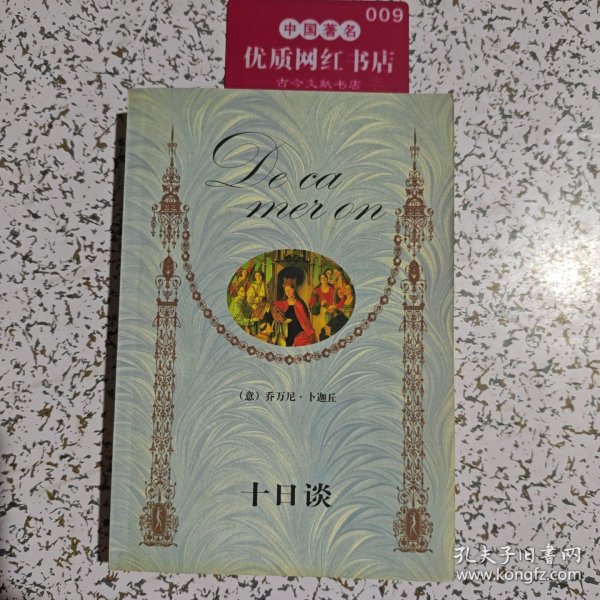 009
中国著名
优质网红书店
古今文献书店
De ca
mer on
（意）乔万尼·卜迦丘
十日谈
孔夫子旧书网
www.kongfz.com